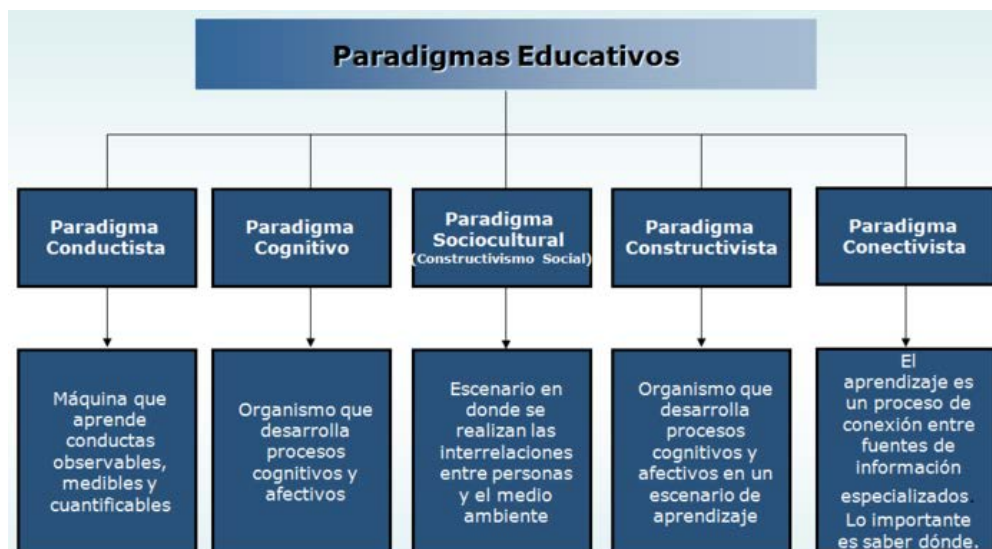 Paradigmas Educativos
Paradigma
Conductista
Paradigma
Cognitivo
Paradigma
Sociocultural
(Constructivismo Social)
Paradigma
Constructivista
Paradigma
Conectivista
Máquina que
aprende
conductas
observables,
medibles y
cuantificables
Organismo que
desarrolla
procesos
cognitivos y
afectivos
Escenario en
donde se
realizan las
interrelaciones
entre personas
y el medio
ambiente
Organismo que
desarrolla
procesos
cognitivos y
afectivos en un
escenario de
aprendizaje
El
aprendizaje es
un proceso de
conexión entre
fuentes de
información
especializados.
Lo importante
es saber dónde.